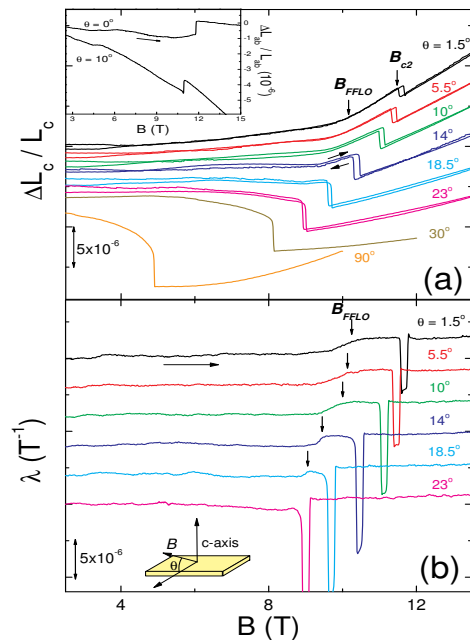 θ=0°
θ =10°
0
-1
-2
-3
-4
-5
ΔL_ab / L_ab (10^-6)
3 6 9 12 15
B (T)
B_FFLO
B_c2
θ = 1.5°
5.5°
10°
14°
18.5°
23°
30°
90°
ΔL_c / L_c
5x10^-6
(a)
B_FFLO
θ = 1.5°
5.5°
10°
14°
18.5°
23°
λ (T^-1)
5x10^-6
B
θ
c-axis
(b)
4 8 12
B (T)